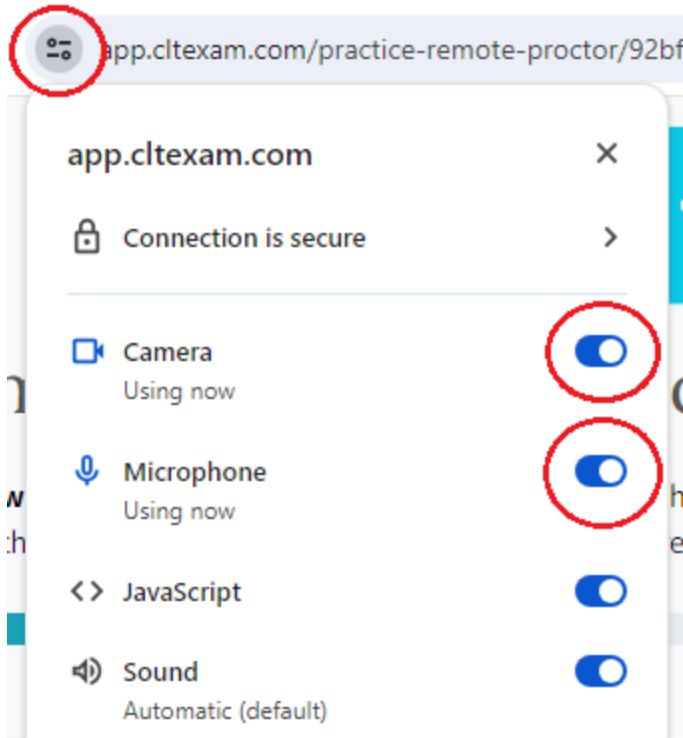 app.cltexam.com/practice-remote-proctor/92bf
app.cltexam.com
Connection is secure
Camera
Using now
Microphone
Using now
w
h
th
e
JavaScript
Sound
Automatic (default)